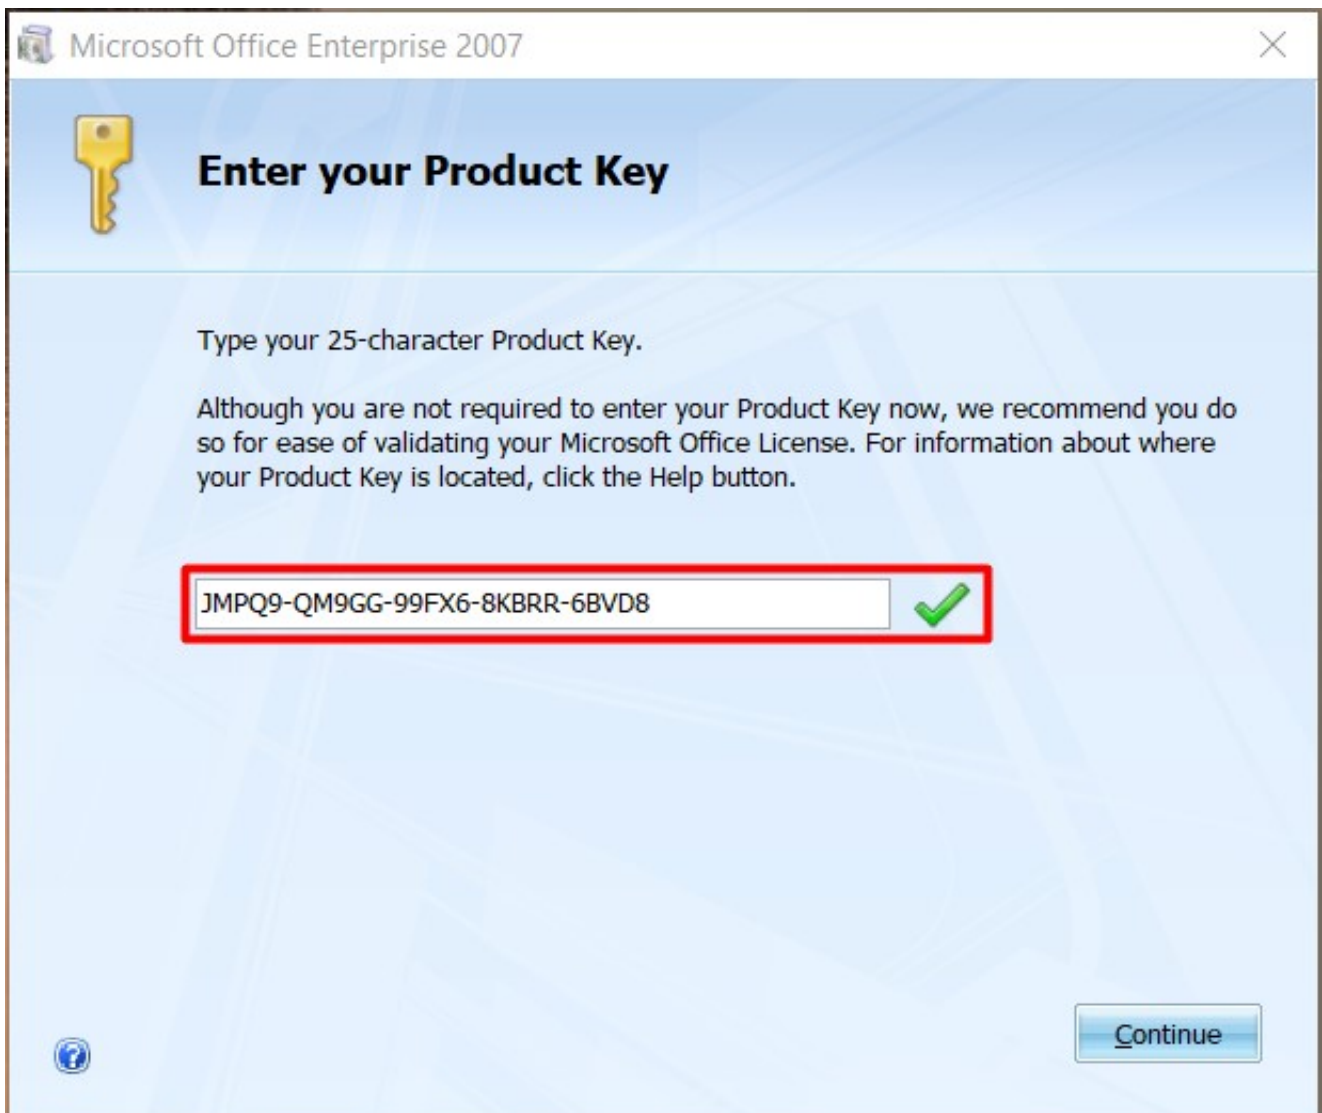 Microsoft Office Enterprise 2007
Enter your Product Key
Type your 25-character Product Key.
Although you are not required to enter your Product Key now, we recommend you do
so for ease of validating your Microsoft Office License. For information about where
your Product Key is located, click the Help button.
JMPQ9-QM9GG-99FX6-8KBRR-6BVD8
Continue